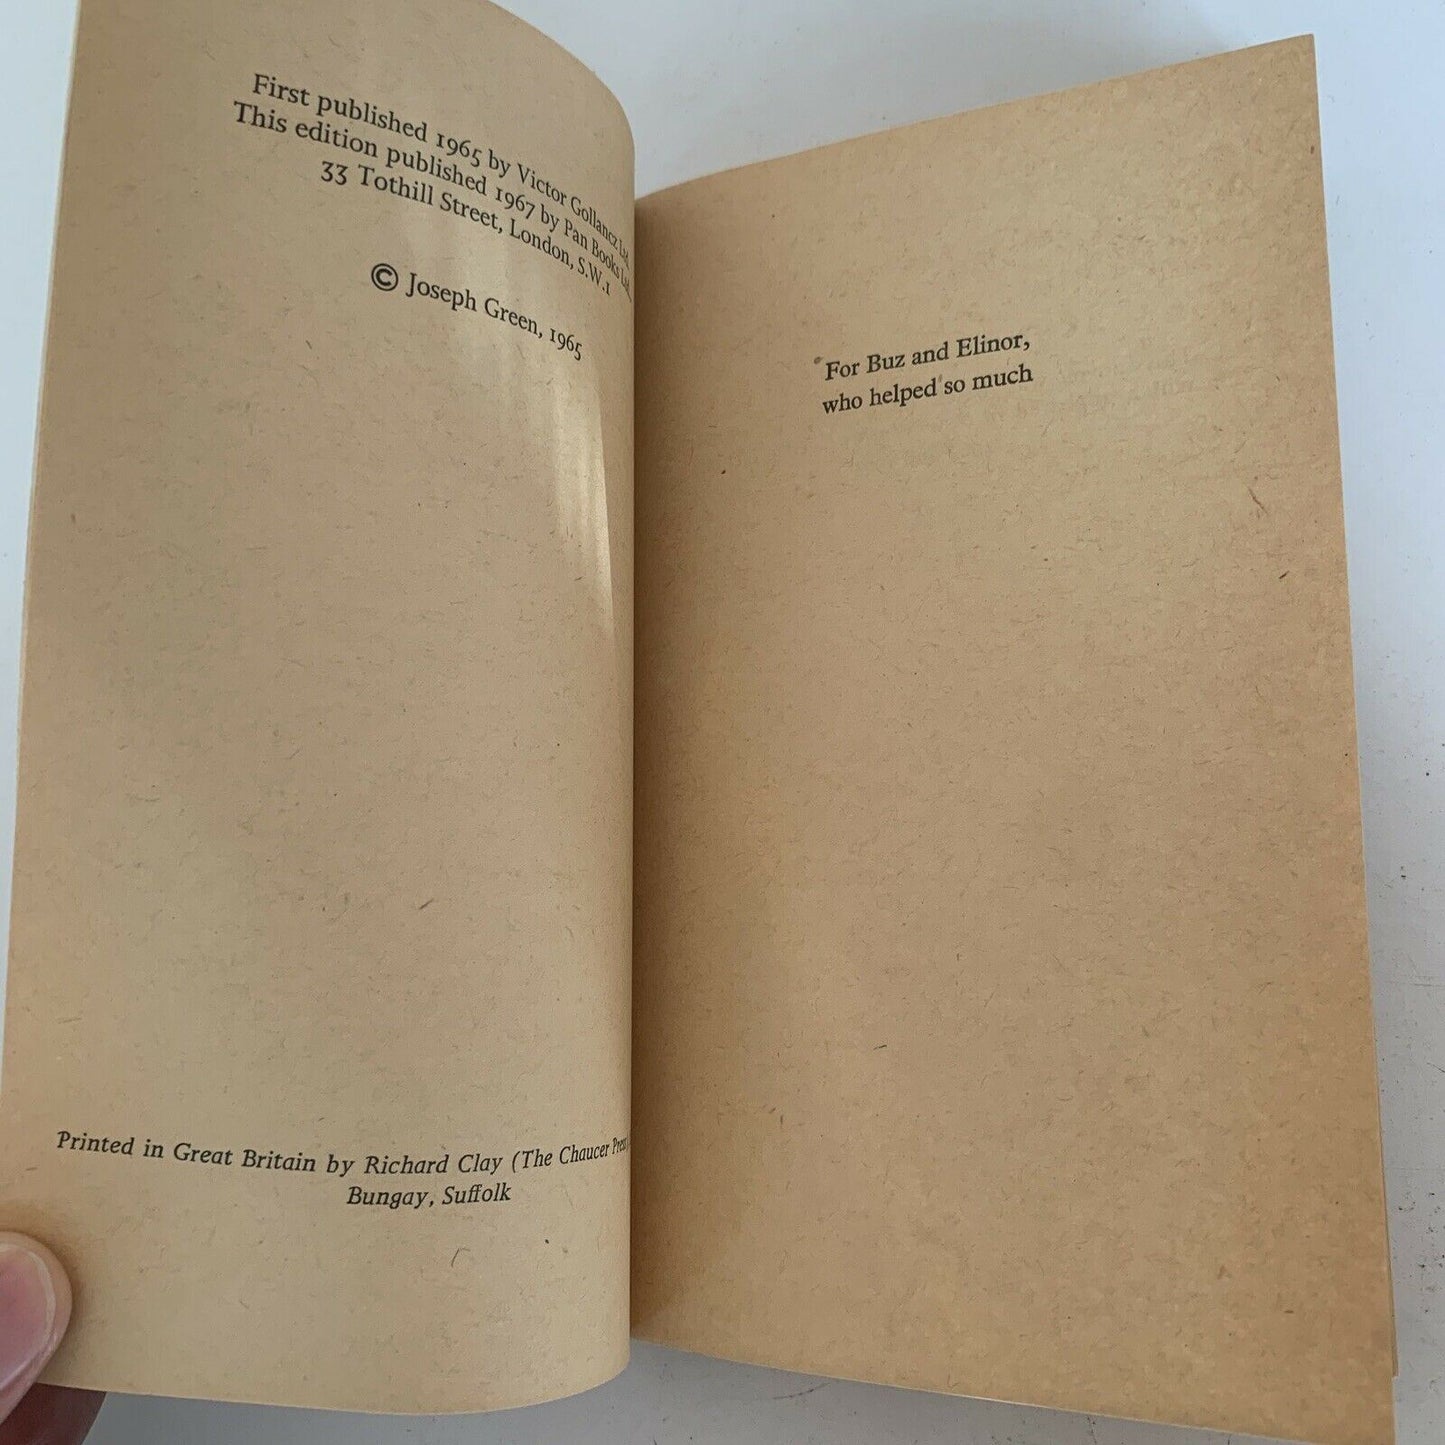 First published 1965 by Victor Gollancz Ltd.
This edition published 1967 by Pan Books Ltd.,
33 Tothill Street, London, S.W.1
© Joseph Green, 1965
Printed in Great Britain by Richard Clay (The Chaucer Press
Bungay, Suffolk
For Buz and Elinor,
who helped so much